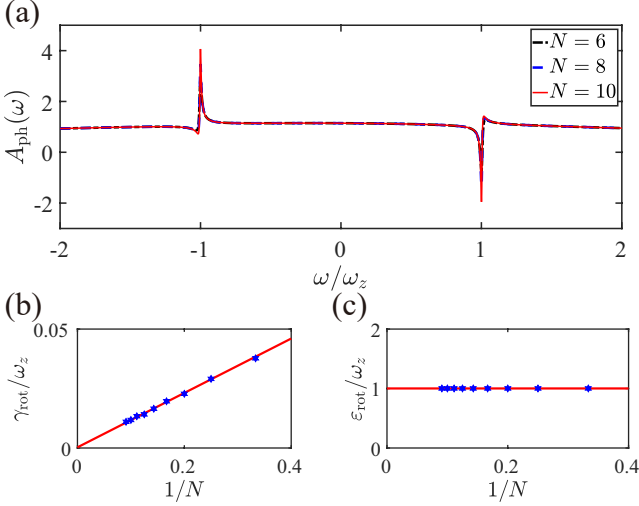 (a)
A_ph(ω)
4
2
0
-2
N = 6
N = 8
N = 10
-2 -1 0 1 2
ω/ω_z
(b)
γ_rot/ω_z
0.05
0
0 0.2 0.4
1/N
(c)
ε_rot/ω_z
2
1
0
0 0.2 0.4
1/N